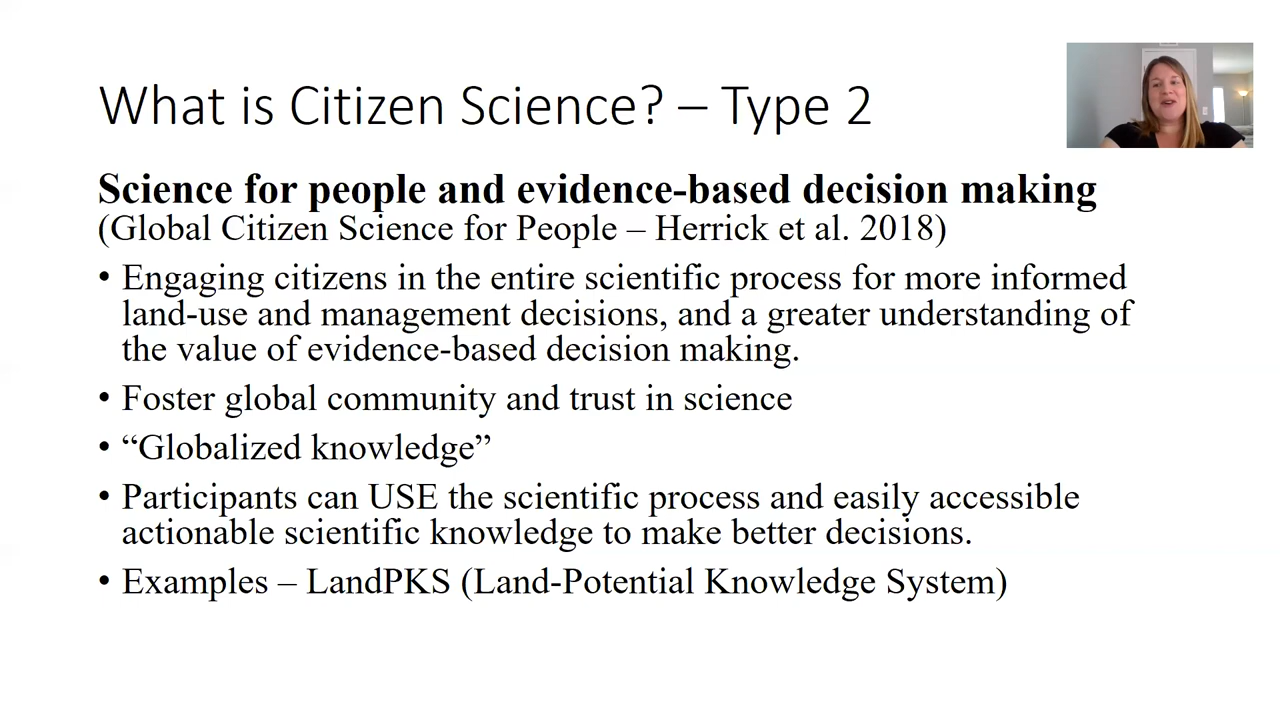 What is Citizen Science? – Type 2
Science for people and evidence-based decision making
(Global Citizen Science for People – Herrick et al. 2018)
• Engaging citizens in the entire scientific process for more informed
land-use and management decisions, and a greater understanding of
the value of evidence-based decision making.
• Foster global community and trust in science
• “Globalized knowledge”
• Participants can USE the scientific process and easily accessible
actionable scientific knowledge to make better decisions.
• Examples – LandPKS (Land-Potential Knowledge System)